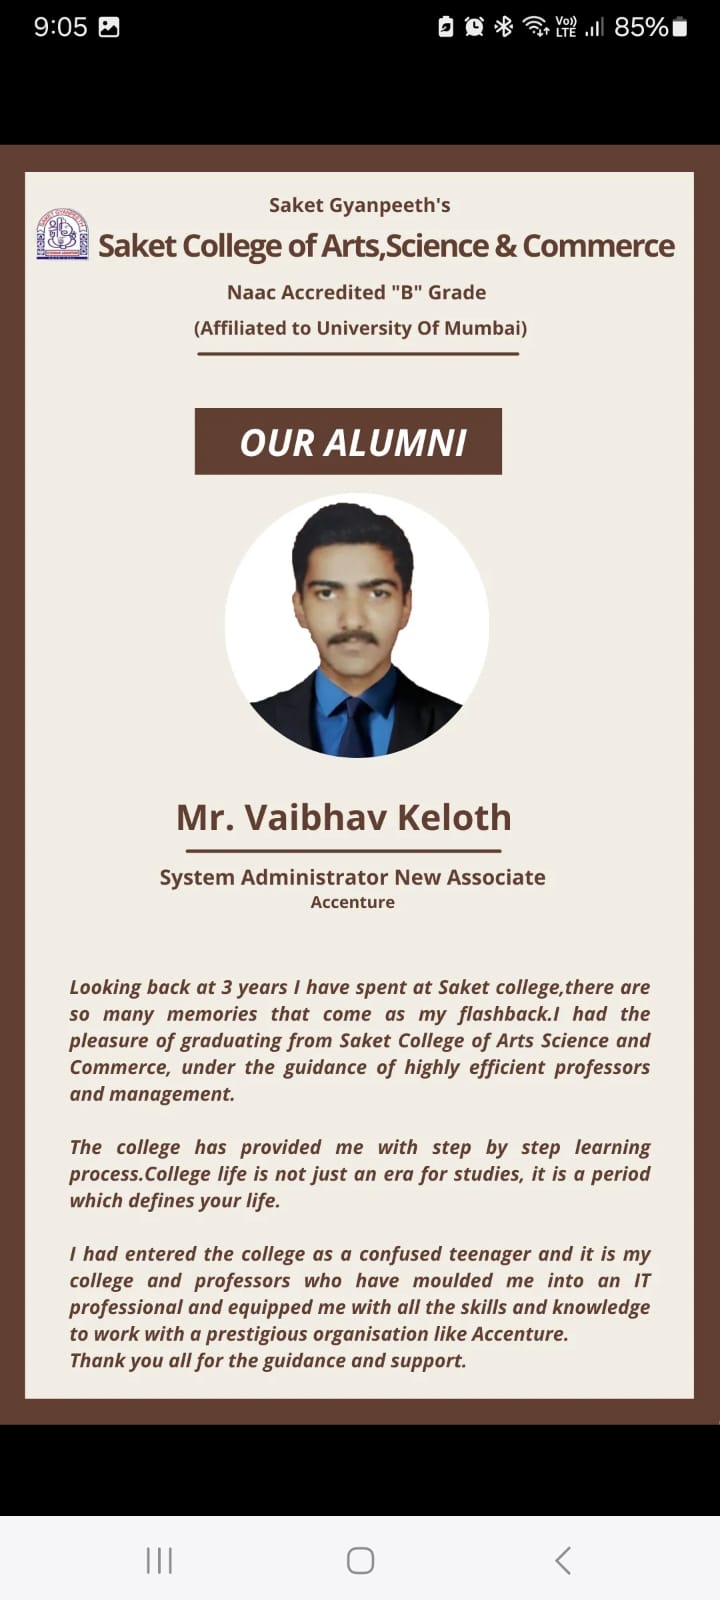 9:05
Vo)) LTE 85%
Saket Gyanpeeth's
Saket College of Arts,Science & Commerce
Naac Accredited "B" Grade
(Affiliated to University Of Mumbai)
OUR ALUMNI
Mr. Vaibhav Keloth
System Administrator New Associate
Accenture
Looking back at 3 years I have spent at Saket college,there are
so many memories that come as my flashback.I had the
pleasure of graduating from Saket College of Arts Science and
Commerce, under the guidance of highly efficient professors
and management.
The college has provided me with step by step learning
process.College life is not just an era for studies, it is a period
which defines your life.
I had entered the college as a confused teenager and it is my
college and professors who have moulded me into an IT
professional and equipped me with all the skills and knowledge
to work with a prestigious organisation like Accenture.
Thank you all for the guidance and support.